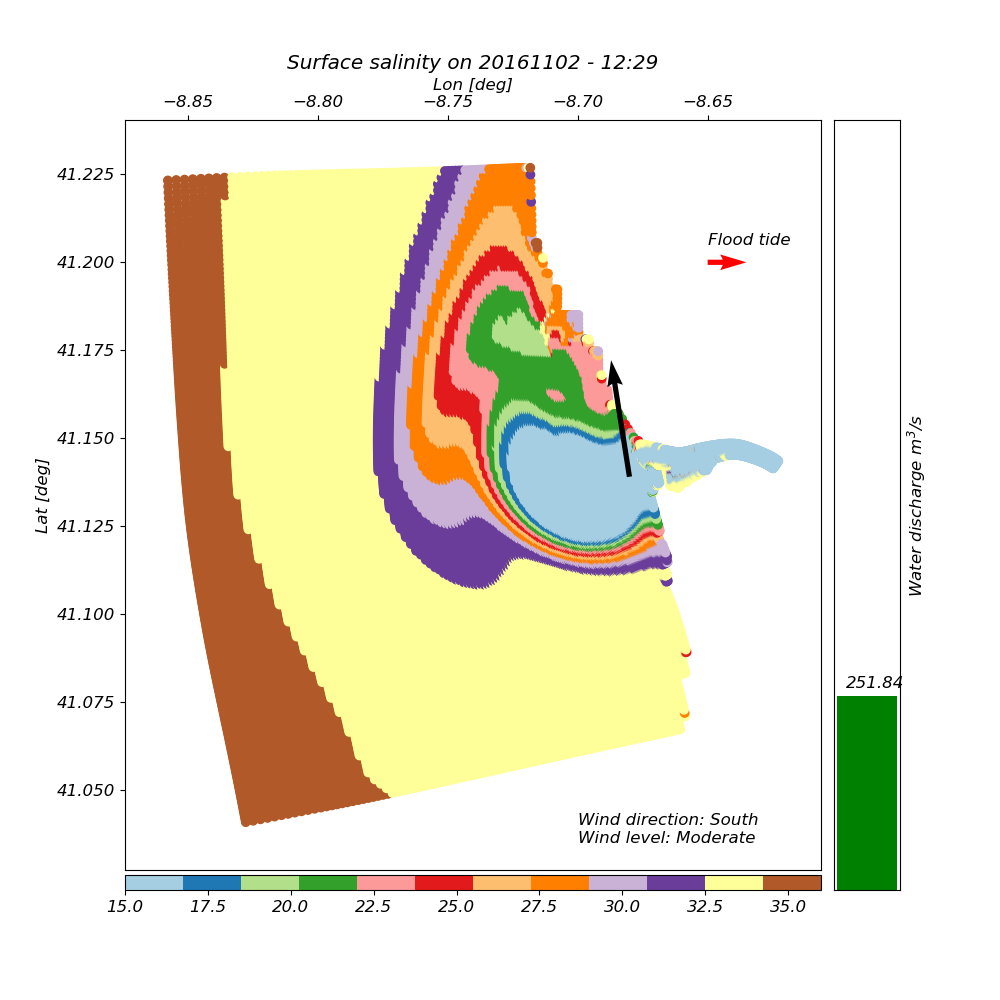 Surface salinity on 20161102 - 12:29
Lon [deg]
−8.85 −8.80 −8.75 −8.70 −8.65
41.225
41.200
41.175
41.150
41.125
41.100
41.075
41.050
Lat [deg]
Flood tide
Wind direction: South
Wind level: Moderate
251.84
Water discharge m³/s
15.0 17.5 20.0 22.5 25.0 27.5 30.0 32.5 35.0